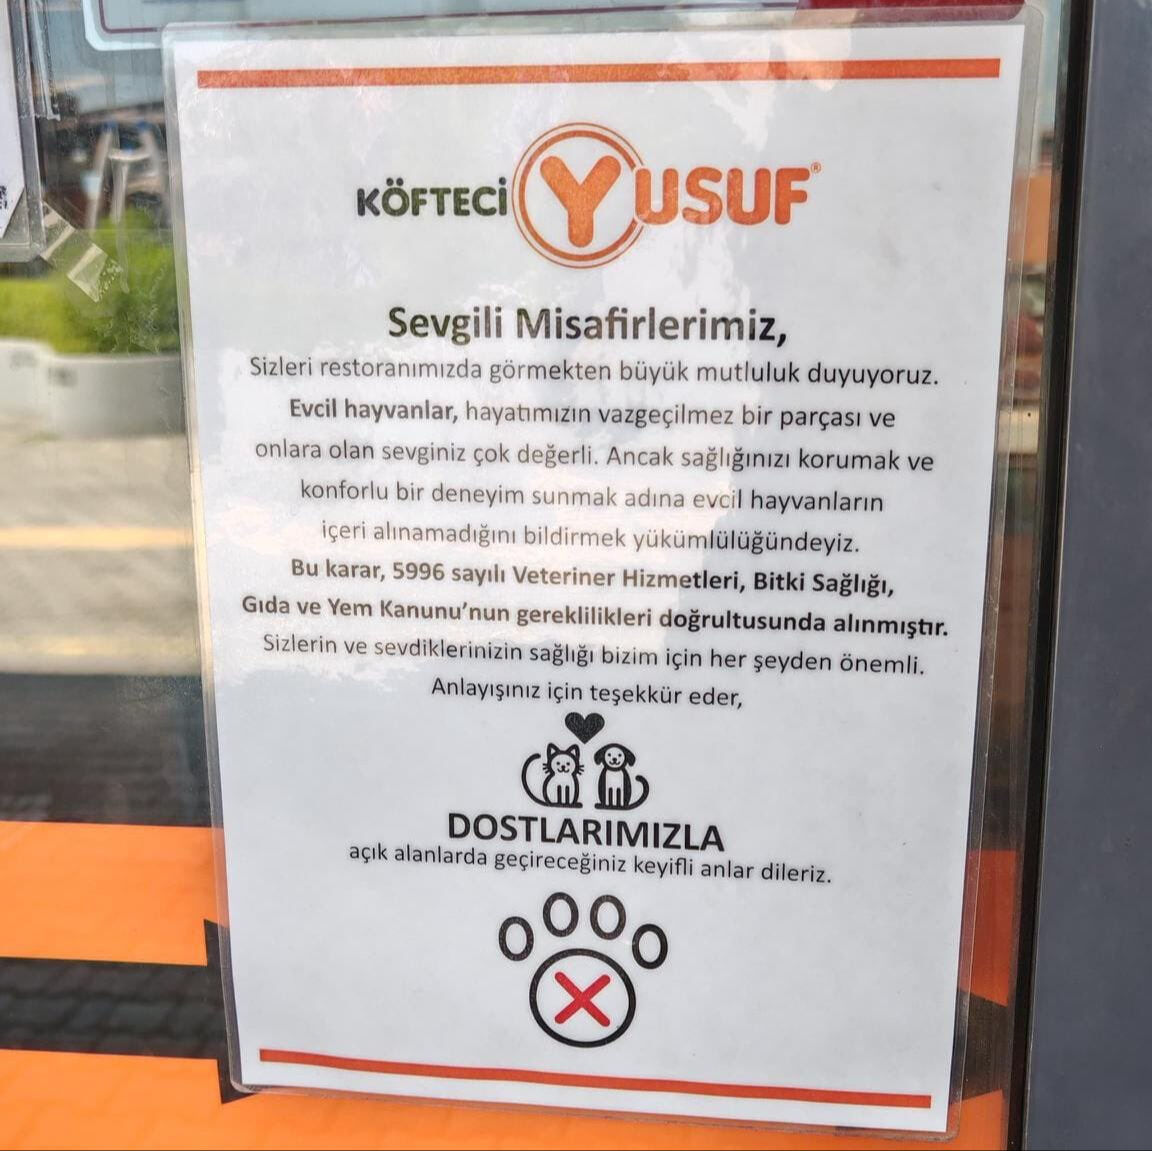 KÖFTECİ YUSUF®
Sevgili Misafirlerimiz,
Sizleri restoranımızda görmekten büyük mutluluk duyuyoruz.
Evcil hayvanlar, hayatımızın vazgeçilmez bir parçası ve
onlara olan sevginiz çok değerli. Ancak sağlığınızı korumak ve
konforlu bir deneyim sunmak adına evcil hayvanların
içeri alınamadığını bildirmek yükümlülüğündeyiz.
Bu karar, 5996 sayılı Veteriner Hizmetleri, Bitki Sağlığı,
Gıda ve Yem Kanunu’nun gereklilikleri doğrultusunda alınmıştır.
Sizlerin ve sevdiklerinizin sağlığı bizim için her şeyden önemli.
Anlayışınız için teşekkür eder,
DOSTLARIMIZLA
açık alanlarda geçireceğiniz keyifli anlar dileriz.